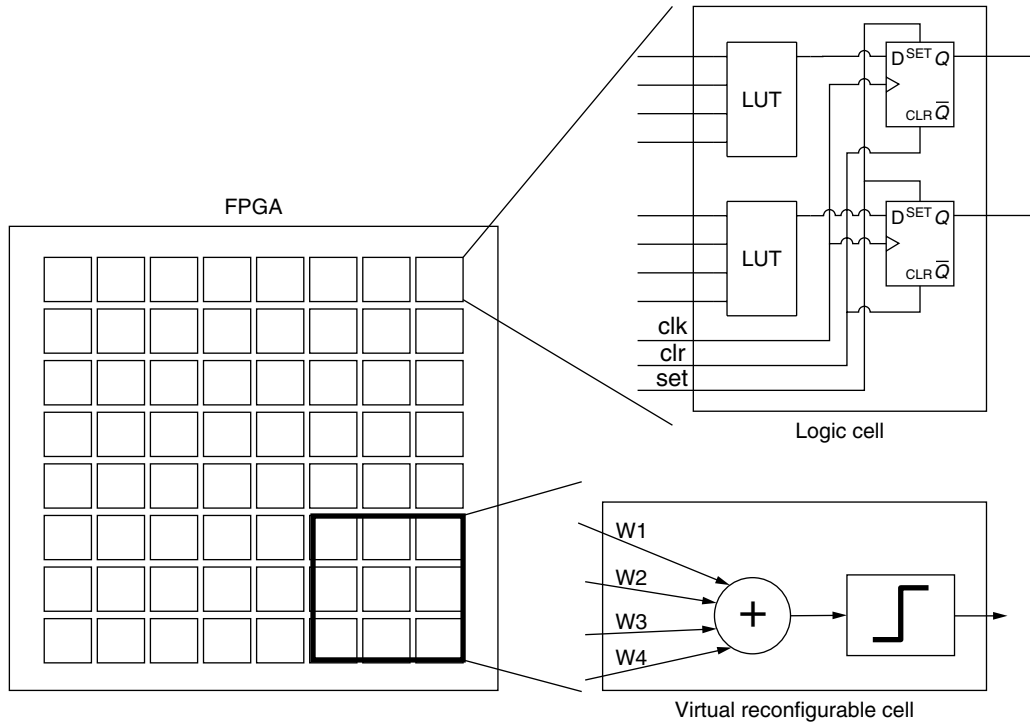 FPGA
LUT
D SET Q
CLR Q̅
LUT
D SET Q
CLR Q̅
clk
clr
set
Logic cell
W1
W2
W3
W4
+
Virtual reconfigurable cell